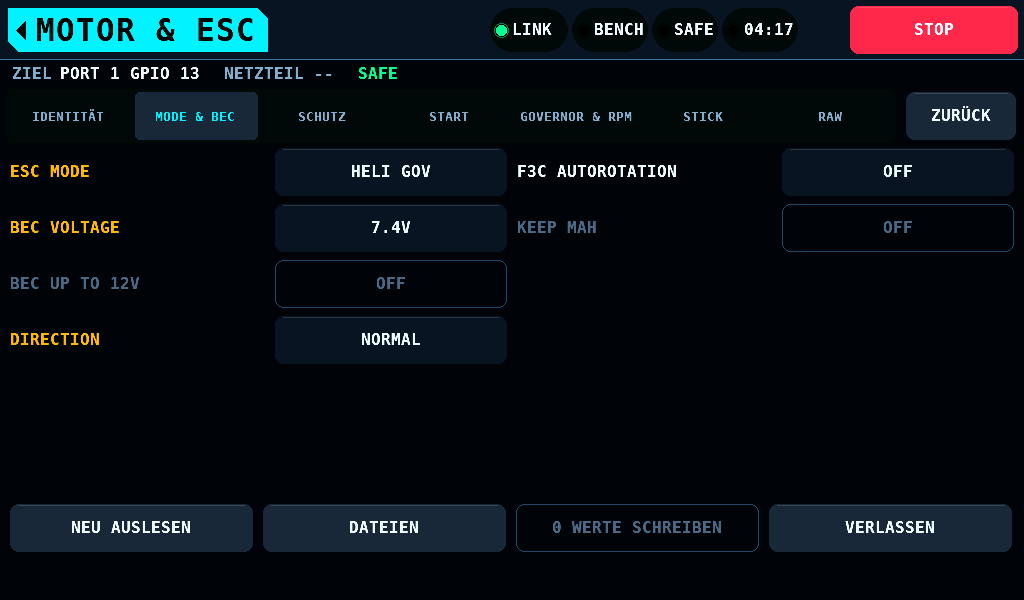 MOTOR & ESC
LINK BENCH SAFE 04:17 STOP
ZIEL PORT 1 GPIO 13 NETZTEIL -- SAFE
IDENTITÄT MODE & BEC SCHUTZ START GOVERNOR & RPM STICK RAW ZURÜCK
ESC MODE HELI GOV F3C AUTOROTATION OFF
BEC VOLTAGE 7.4V KEEP MAH OFF
BEC UP TO 12V OFF
DIRECTION NORMAL
NEU AUSLESEN DATEIEN 0 WERTE SCHREIBEN VERLASSEN